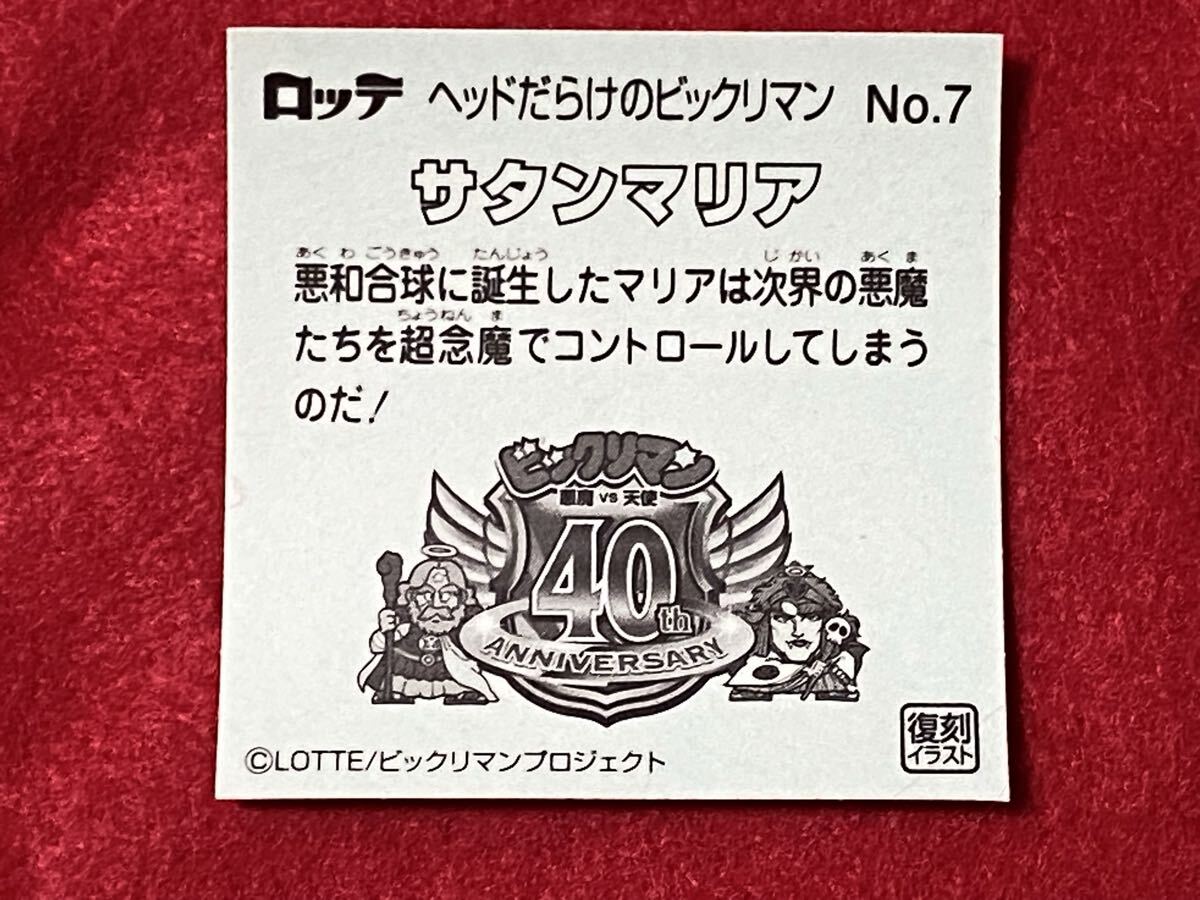 ロッテ ヘッドだらけのビックリマン No.7
サタンマリア
あく わ ごうきゅう たんじょう じ かい あく ま
悪和合球に誕生したマリアは次界の悪魔
ちょうねん ま
たちを超念魔でコントロールしてしまう
のだ!
ビックリマン
悪魔 VS 天使
40th
ANNIVERSARY
復刻
イラスト
©LOTTE/ビックリマンプロジェクト